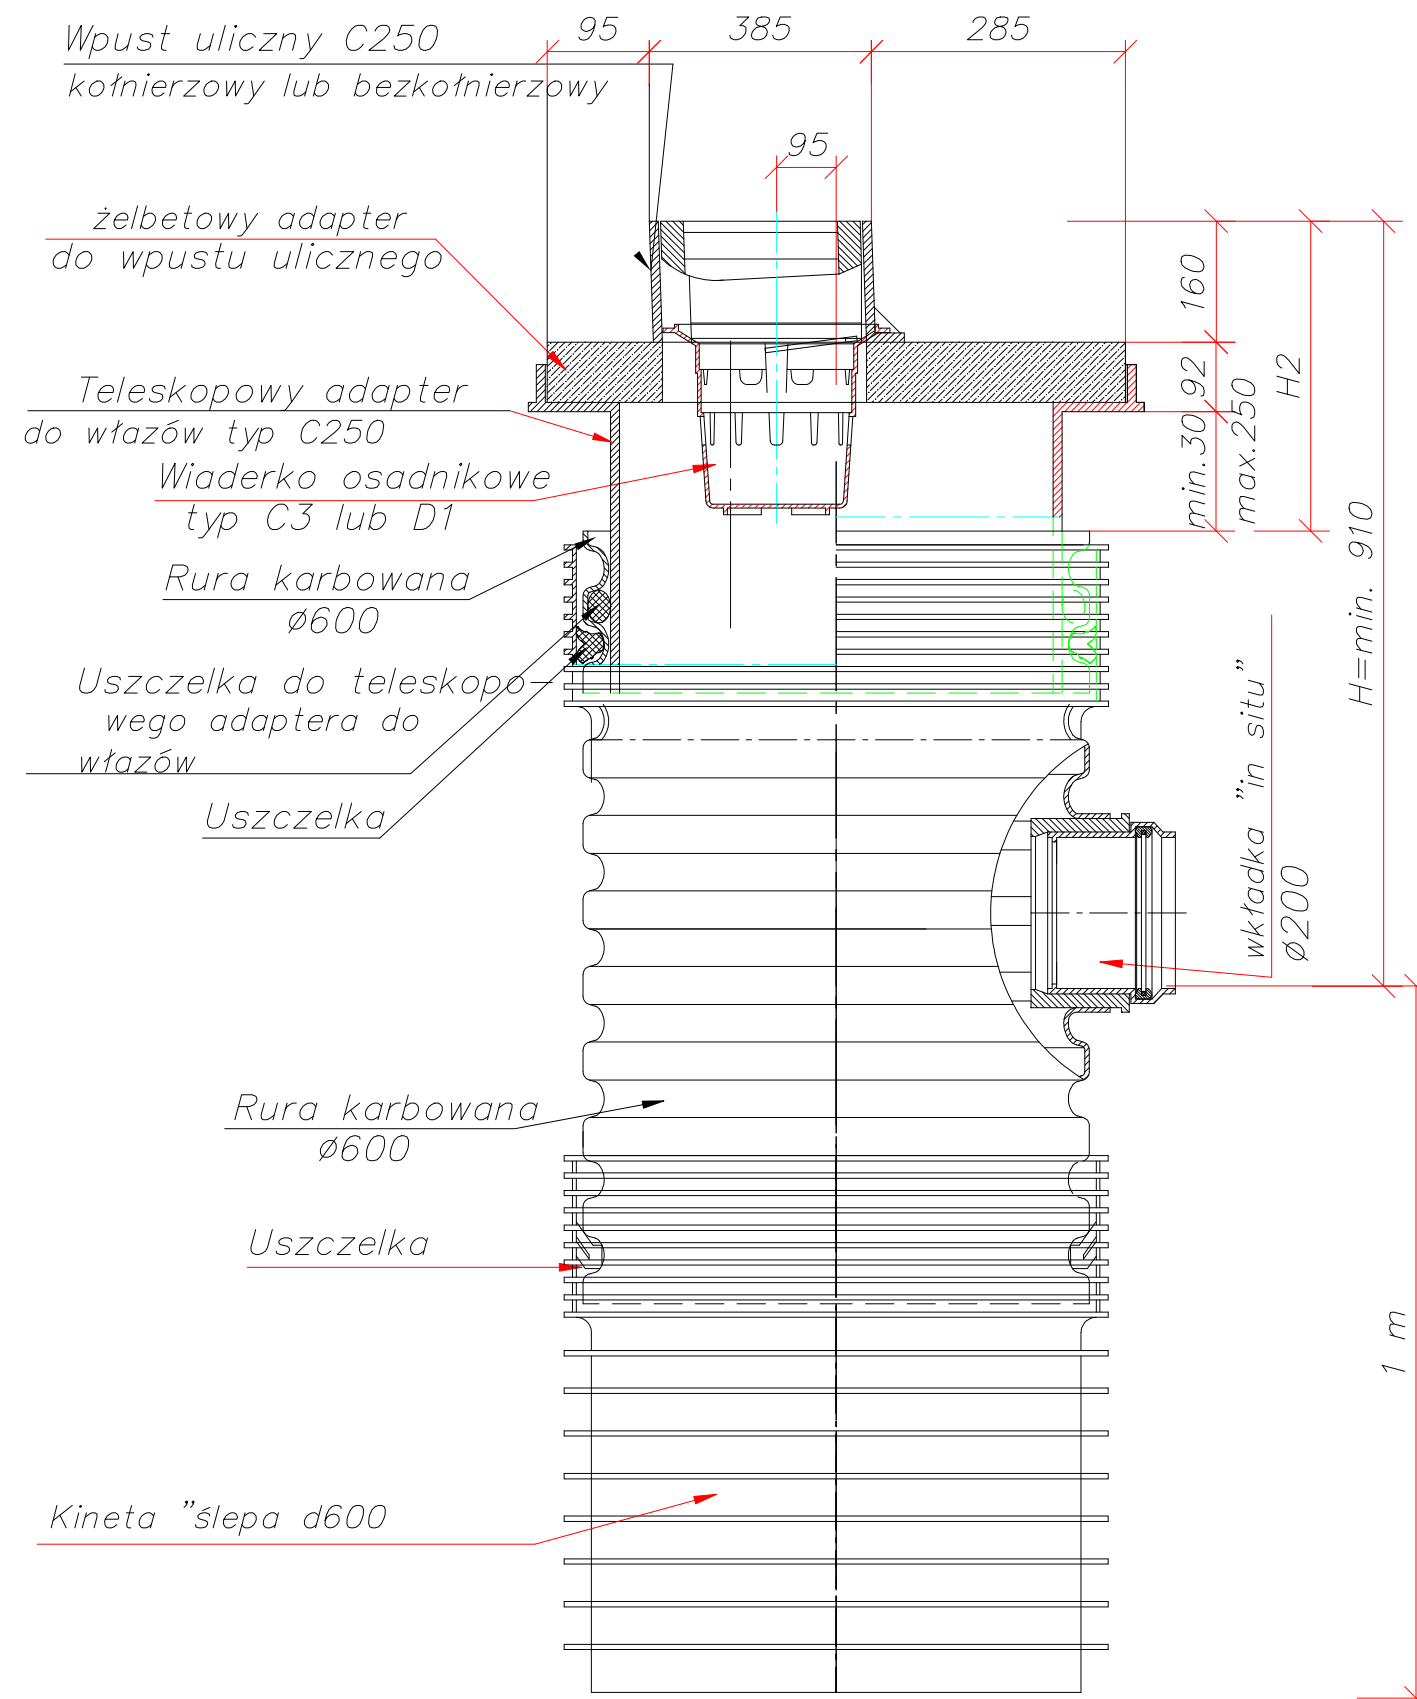 95
385
285
Wpust uliczny C250
kołnierzowy lub bezkołnierzowy
95
żelbetowy adapter
do wpustu ulicznego
160
H2
92
Teleskopowy adapter
do włazów typ C250
min.30
max.250
Wiaderko osadnikowe
typ C3 lub D1
H=min. 910
Rura karbowana
ø600
Uszczelka do teleskopo-
wego adaptera do
włazów
Uszczelka
wkładka ”in situ”
ø200
Rura karbowana
ø600
Uszczelka
1 m
Kineta ”ślepa d600